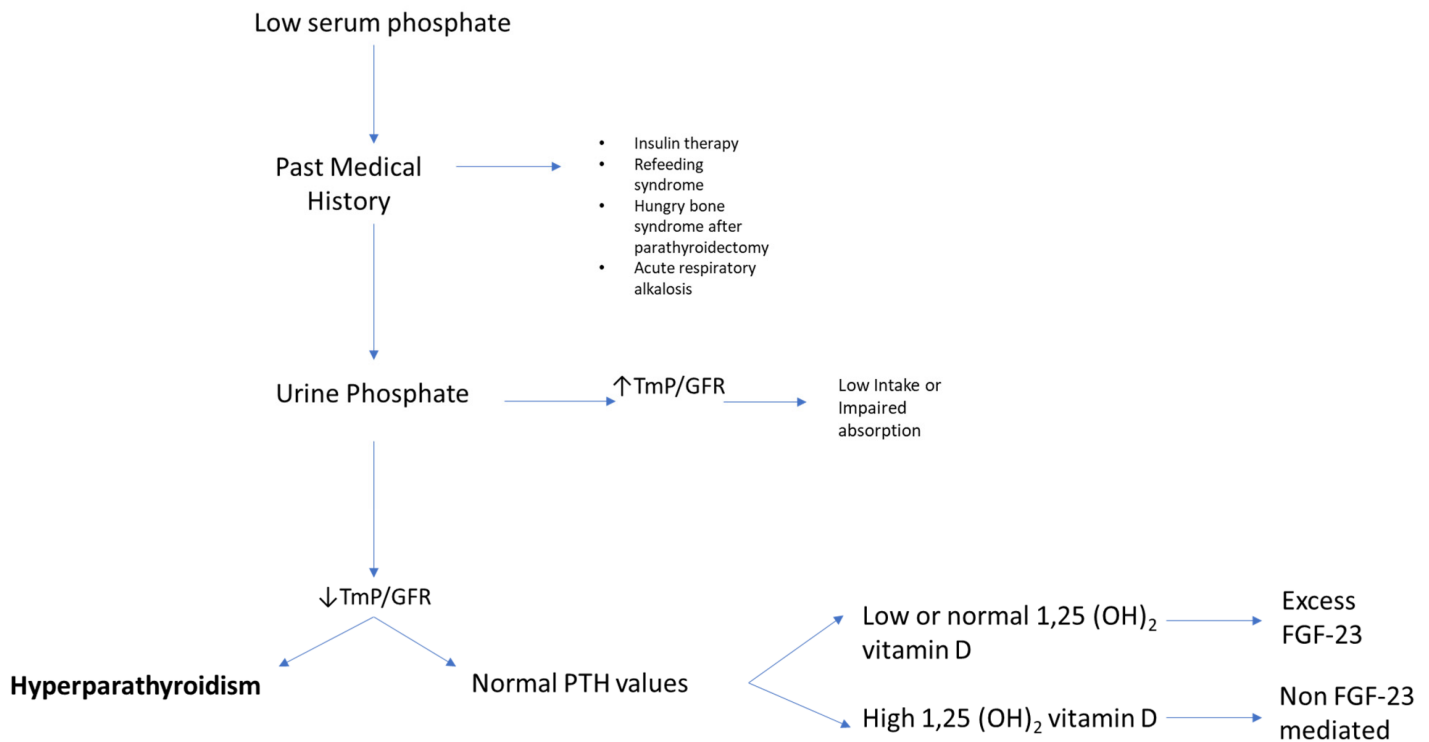 Low serum phosphate
Past Medical
History
• Insulin therapy
• Refeeding
syndrome
• Hungry bone
syndrome after
parathyroidectomy
• Acute respiratory
alkalosis
Urine Phosphate
↑TmP/GFR
Low Intake or
Impaired
absorption
↓TmP/GFR
Hyperparathyroidism
Normal PTH values
Low or normal 1,25 (OH)₂
vitamin D
Excess
FGF-23
High 1,25 (OH)₂ vitamin D
Non FGF-23
mediated